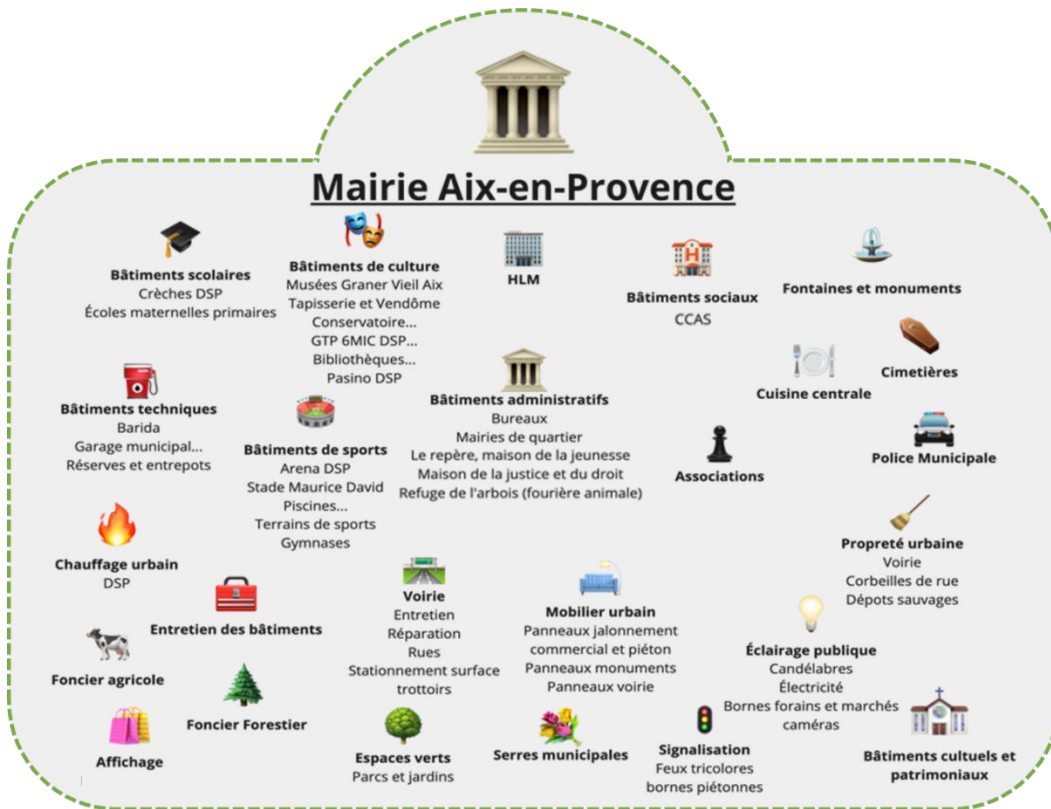 Mairie Aix-en-Provence
Bâtiments scolaires
Crèches DSP
Écoles maternelles primaires
Bâtiments de culture
Musées Graner Vieil Aix
Tapisserie et Vendôme
Conservatoire...
GTP 6MIC DSP...
Bibliothèques...
Pasino DSP
HLM
Bâtiments sociaux
CCAS
Fontaines et monuments
Cimetières
Cuisine centrale
Bâtiments techniques
Barida
Garage municipal...
Réserves et entrepots
Bâtiments de sports
Arena DSP
Stade Maurice David
Piscines...
Terrains de sports
Gymnases
Bâtiments administratifs
Bureaux
Mairies de quartier
Le repère, maison de la jeunesse
Maison de la justice et du droit
Refuge de l'arbois (fourière animale)
Associations
Police Municipale
Chauffage urbain
DSP
Entretien des bâtiments
Voirie
Entretien
Réparation
Rues
Stationnement surface
trottoirs
Mobilier urbain
Panneaux jalonnement
commercial et piéton
Panneaux monuments
Panneaux voirie
Propreté urbaine
Voirie
Corbeilles de rue
Dépots sauvages
Éclairage publique
Candélabres
Électricité
Bornes forains et marchés
caméras
Foncier agricole
Foncier Forestier
Affichage
Espaces verts
Parcs et jardins
Serres municipales
Signalisation
Feux tricolores
bornes piétonnes
Bâtiments cultuels et
patrimoniaux